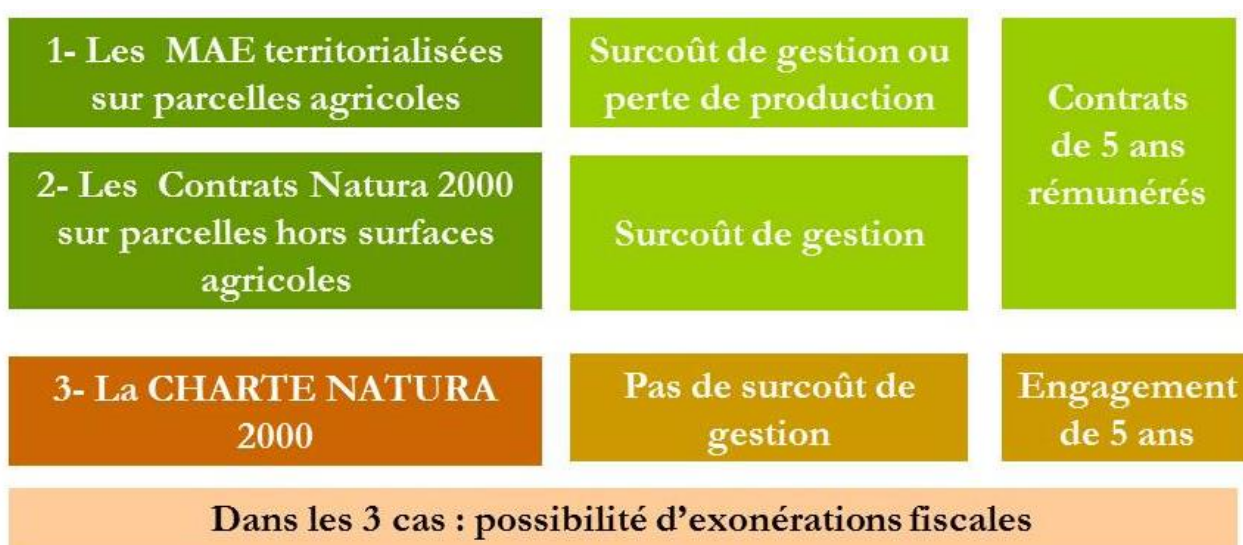 1- Les MAE territorialisées
sur parcelles agricoles
Surcoût de gestion ou
perte de production
Contrats
de 5 ans
rémunérés
2- Les Contrats Natura 2000
sur parcelles hors surfaces
agricoles
Surcoût de gestion
3- La CHARTE NATURA
2000
Pas de surcoût de
gestion
Engagement
de 5 ans
Dans les 3 cas : possibilité d’exonérations fiscales